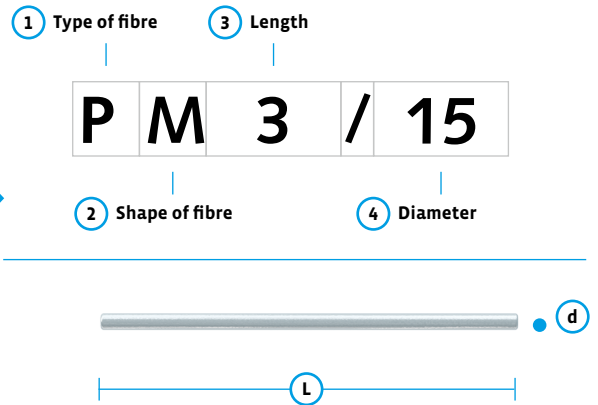 1 Type of fibre 3 Length
P M 3 / 15
2 Shape of fibre 4 Diameter
d
L